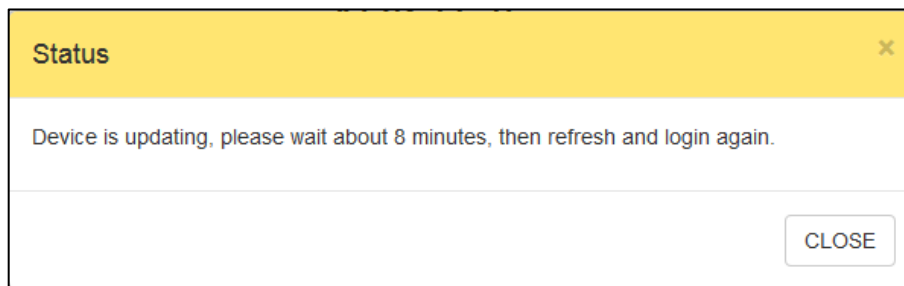 Status
×
Device is updating, please wait about 8 minutes, then refresh and login again.
CLOSE